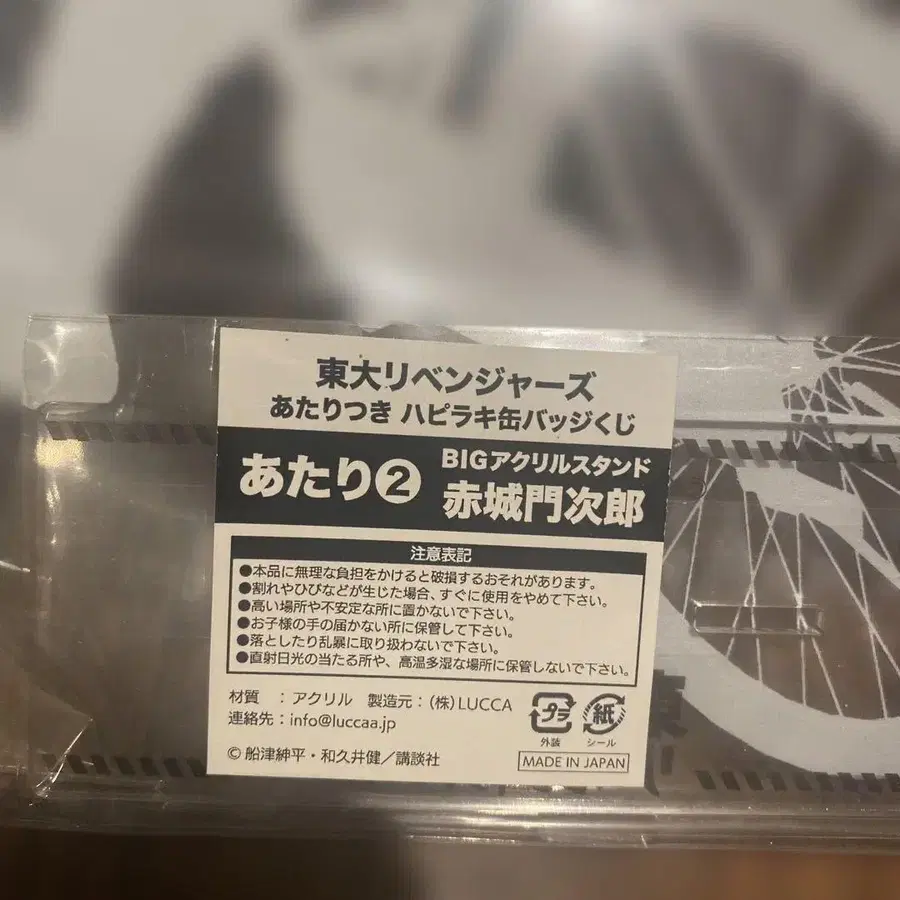 東大リベンジャーズ
あたりつき ハピラキ缶バッジくじ
あたり②
BIGアクリルスタンド
赤城門次郎
注意表記
●本品に無理な負担をかけると破損するおそれがあります。
●割れやひびなどが生じた場合、すぐに使用をやめて下さい。
●高い場所や不安定な所に置かないで下さい。
●お子様の手の届かない所に保管して下さい。
●落としたり乱暴に取り扱わないで下さい。
●直射日光の当たる所や、高温多湿な場所に保管しないで下さい。
材質 : アクリル 製造元 : (株)LUCCA
連絡先 : info@luccaa.jp
プラ 紙
外装 シール
© 船津紳平・和久井健／講談社
MADE IN JAPAN